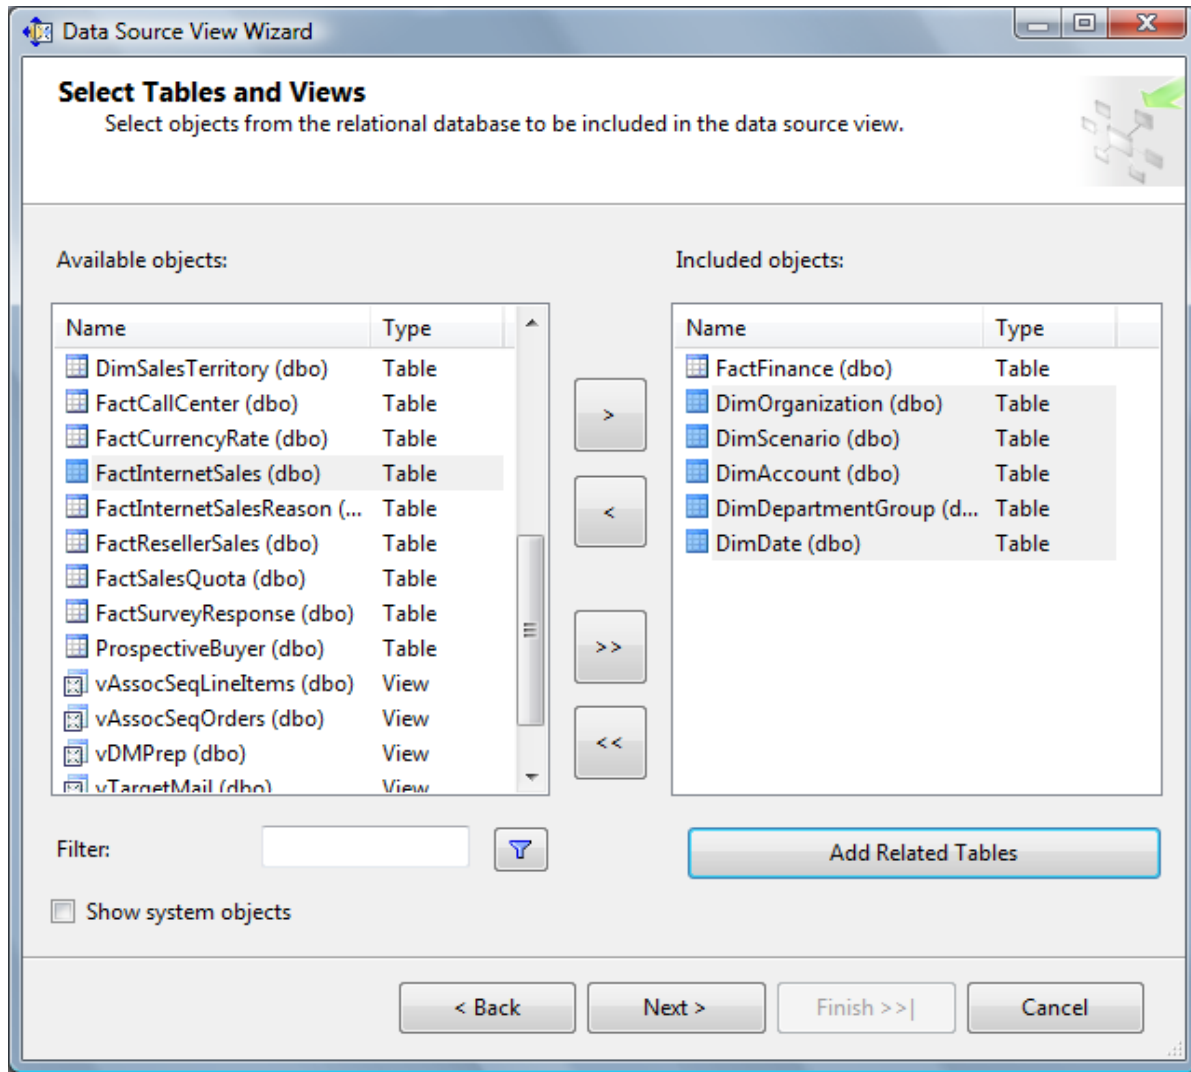 Data Source View Wizard
Select Tables and Views
Select objects from the relational database to be included in the data source view.
Available objects:
Included objects:
Name Type
DimSalesTerritory (dbo) Table
FactCallCenter (dbo) Table
FactCurrencyRate (dbo) Table
FactInternetSales (dbo) Table
FactInternetSalesReason (... Table
FactResellerSales (dbo) Table
FactSalesQuota (dbo) Table
FactSurveyResponse (dbo) Table
ProspectiveBuyer (dbo) Table
vAssocSeqLineItems (dbo) View
vAssocSeqOrders (dbo) View
vDMPrep (dbo) View
vTargetMail (dbo) View
>
<
>>
<<
Name Type
FactFinance (dbo) Table
DimOrganization (dbo) Table
DimScenario (dbo) Table
DimAccount (dbo) Table
DimDepartmentGroup (d... Table
DimDate (dbo) Table
Filter:
Add Related Tables
Show system objects
< Back Next > Finish >>| Cancel